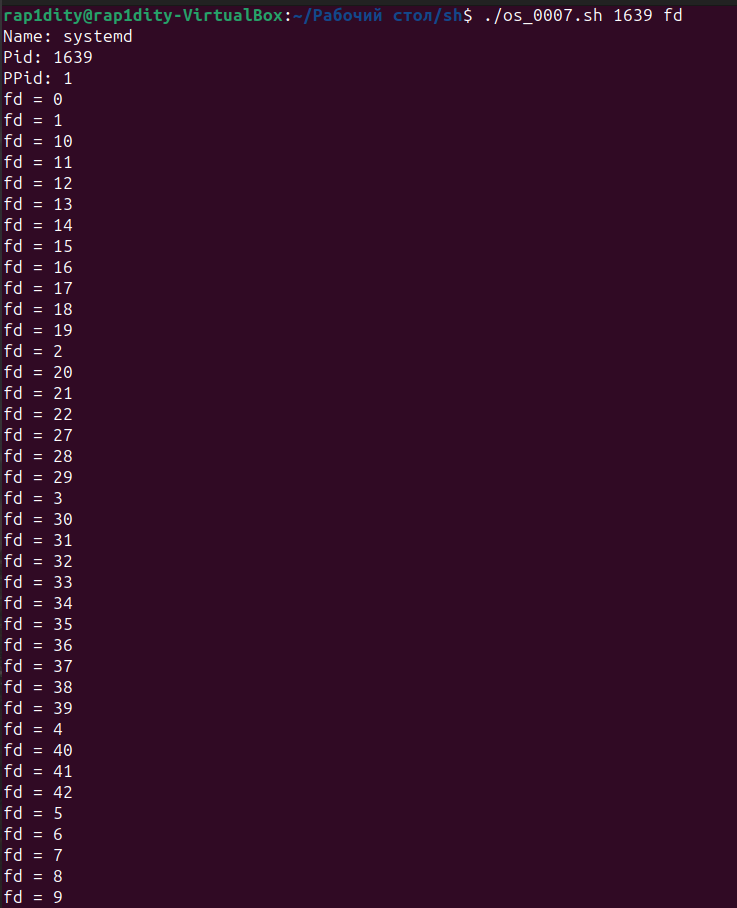 rap1dity@rap1dity-VirtualBox:~/Рабочий стол/sh$ ./os_0007.sh 1639 fd
Name: systemd
Pid: 1639
PPid: 1
fd = 0
fd = 1
fd = 10
fd = 11
fd = 12
fd = 13
fd = 14
fd = 15
fd = 16
fd = 17
fd = 18
fd = 19
fd = 2
fd = 20
fd = 21
fd = 22
fd = 27
fd = 28
fd = 29
fd = 3
fd = 30
fd = 31
fd = 32
fd = 33
fd = 34
fd = 35
fd = 36
fd = 37
fd = 38
fd = 39
fd = 4
fd = 40
fd = 41
fd = 42
fd = 5
fd = 6
fd = 7
fd = 8
fd = 9